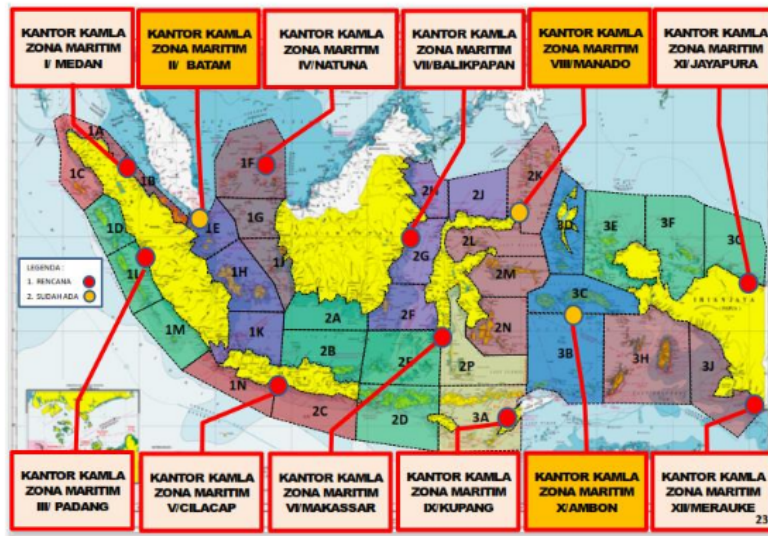 KANTOR KAMLA
ZONA MARITIM
I/ MEDAN
KANTOR KAMLA
ZONA MARITIM
II/ BATAM
KANTOR KAMLA
ZONA MARITIM
IV/NATUNA
KANTOR KAMLA
ZONA MARITIM
VII/BALIKPAPAN
KANTOR KAMLA
ZONA MARITIM
VIII/MANADO
KANTOR KAMLA
ZONA MARITIM
XI/JAYAPURA
1A
1B
1C
1D
1E
1F
1G
1H
1J
1K
1M
1N
2A
2B
2C
2D
2F
2G
2J
2K
2L
2M
2N
2P
3A
3B
3C
3D
3E
3F
3H
3J
LEGENDA :
1. RENCANA
2. SUDAH ADA
KANTOR KAMLA
ZONA MARITIM
III/ PADANG
KANTOR KAMLA
ZONA MARITIM
V/CILACAP
KANTOR KAMLA
ZONA MARITIM
VI/MAKASSAR
KANTOR KAMLA
ZONA MARITIM
IX/KUPANG
KANTOR KAMLA
ZONA MARITIM
X/AMBON
KANTOR KAMLA
ZONA MARITIM
XII/MERAUKE
23